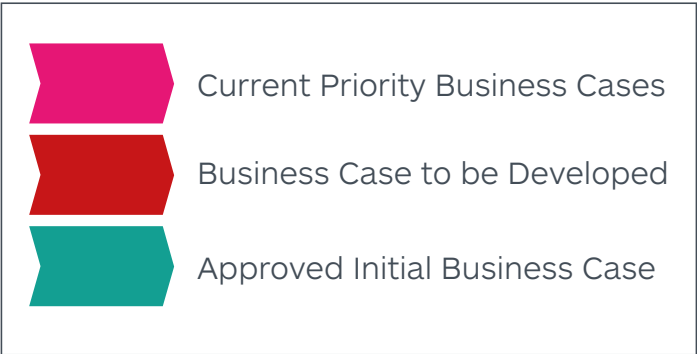 Current Priority Business Cases
Business Case to be Developed
Approved Initial Business Case